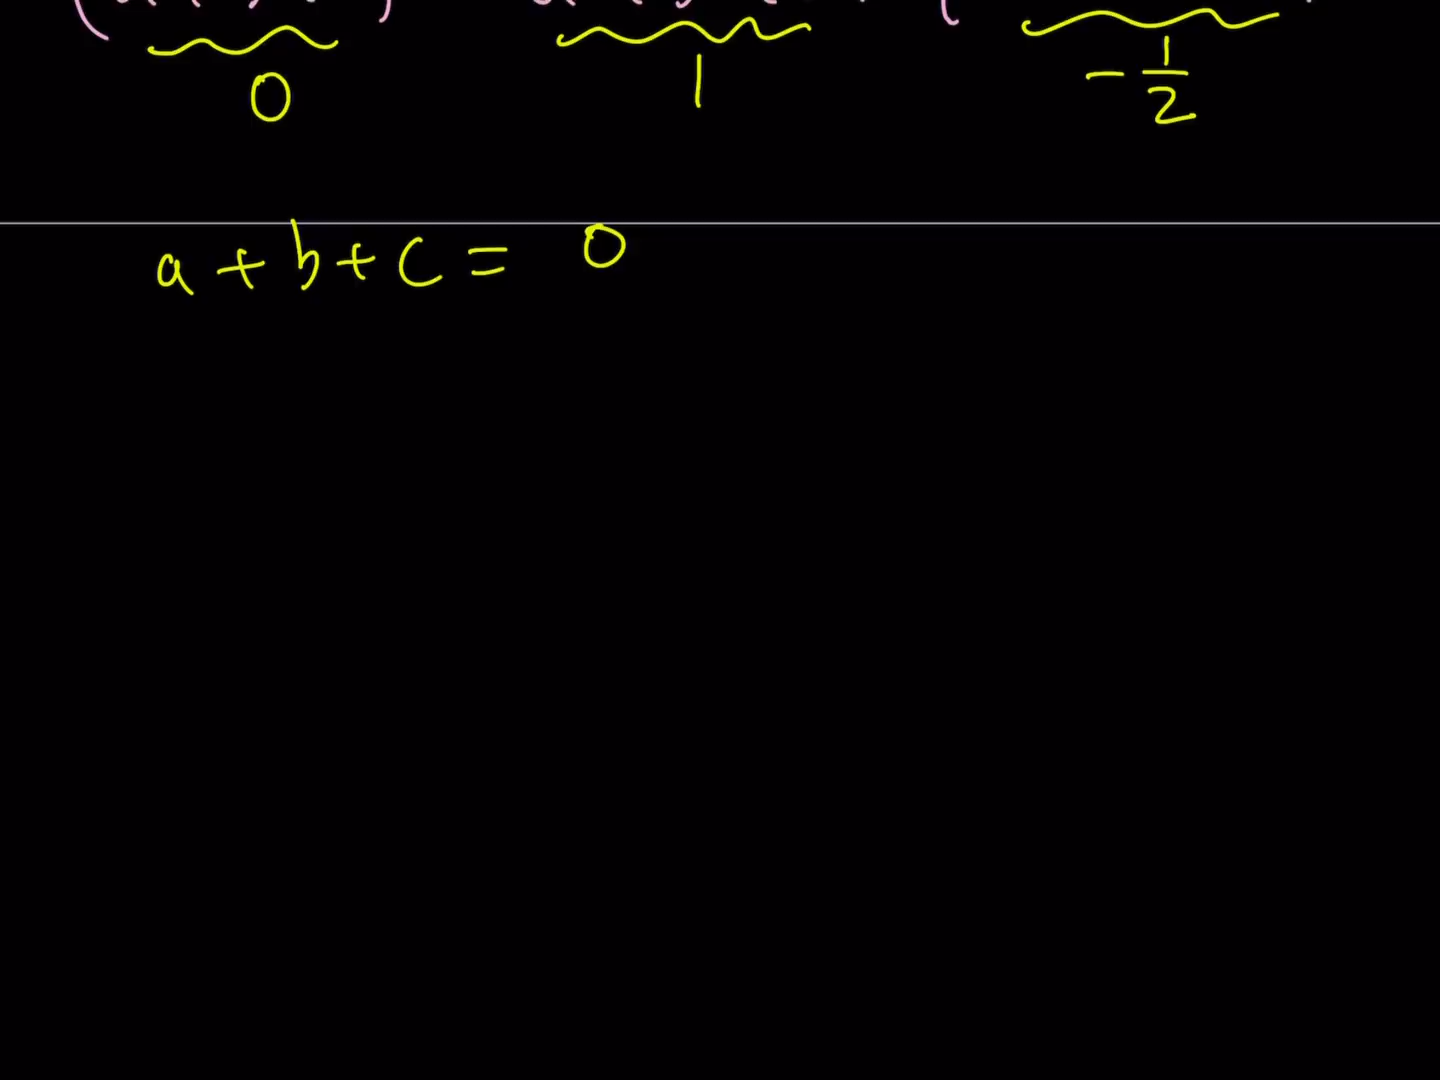 0 1 - 1/2
a + b + c = 0